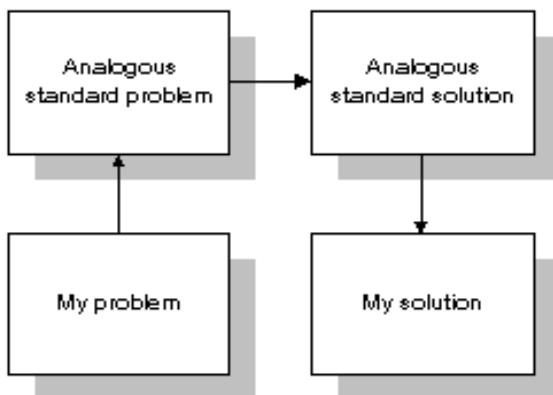 Analogous
standard problem
Analogous
standard solution
My problem
My solution